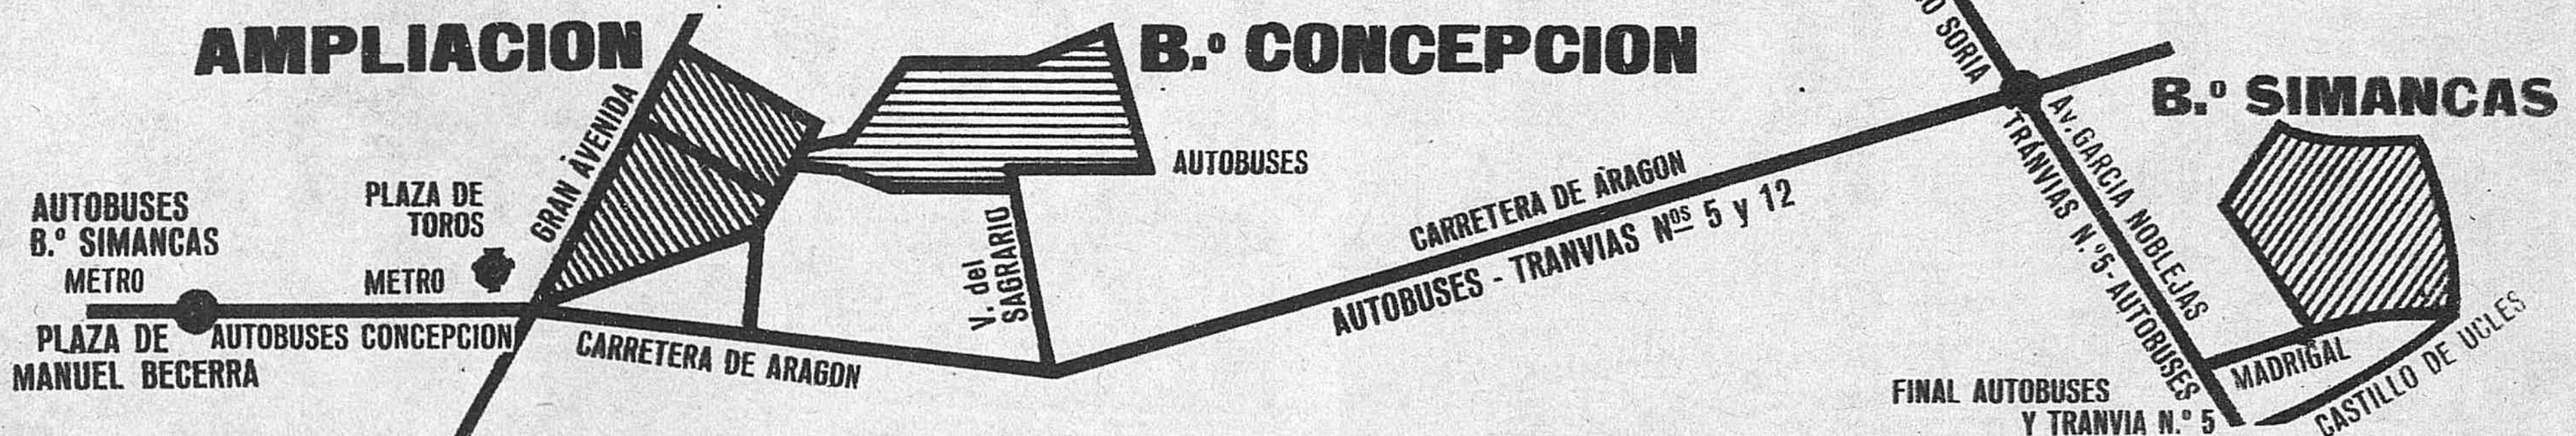 AMPLIACION
B.º CONCEPCION
B.º SIMANCAS
SORIA
GRAN ÀVENIDA
AUTOBUSES
B.º SIMANCAS
METRO
PLAZA DE
TOROS
METRO
PLAZA DE
MANUEL BECERRA
AUTOBUSES CONCEPCION
CARRETERA DE ARAGON
V. del
SAGRARIO
AUTOBUSES
CARRETERA DE ARAGON
AUTOBUSES - TRANVIAS Nos 5 y 12
Av. GARCIA NOBLEJAS
TRÁNVIAS N.º 5 - AUTOBUSES
MADRIGAL
CASTILLO DE UCLES
FINAL AUTOBUSES
Y TRANVIA N.º 5